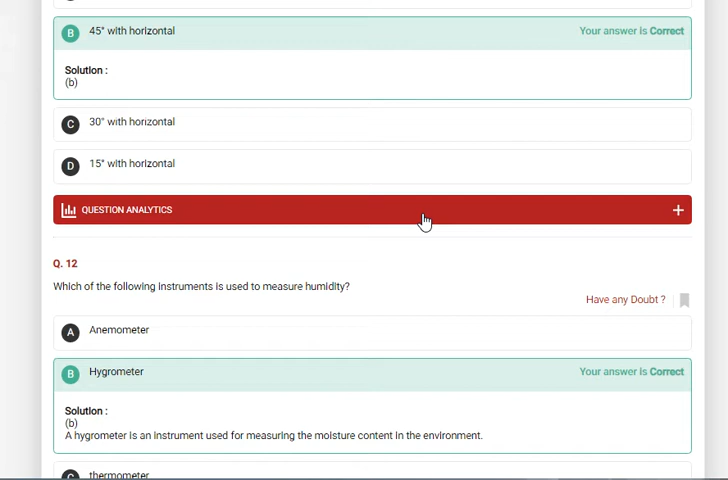 B 45° with horizontal Your answer is Correct
Solution :
(b)
C 30° with horizontal
D 15° with horizontal
QUESTION ANALYTICS +
Q. 12
Which of the following instruments is used to measure humidity?
Have any Doubt ?
A Anemometer
B Hygrometer Your answer is Correct
Solution :
(b)
A hygrometer is an instrument used for measuring the moisture content in the environment.
C thermometer